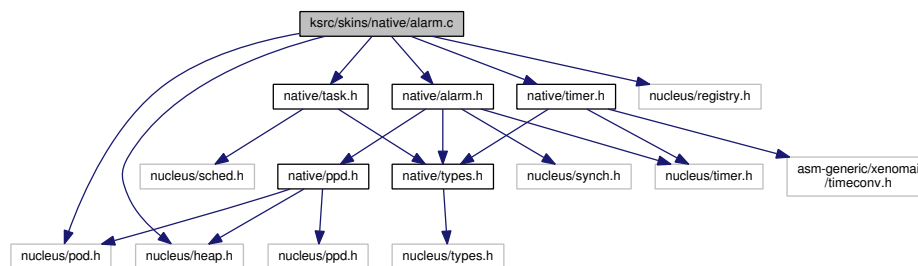 ksrc/skins/native/alarm.c
native/task.h
native/alarm.h
native/timer.h
nucleus/registry.h
nucleus/sched.h
native/ppd.h
native/types.h
nucleus/synch.h
nucleus/timer.h
asm-generic/xenomai
/timeconv.h
nucleus/pod.h
nucleus/heap.h
nucleus/ppd.h
nucleus/types.h